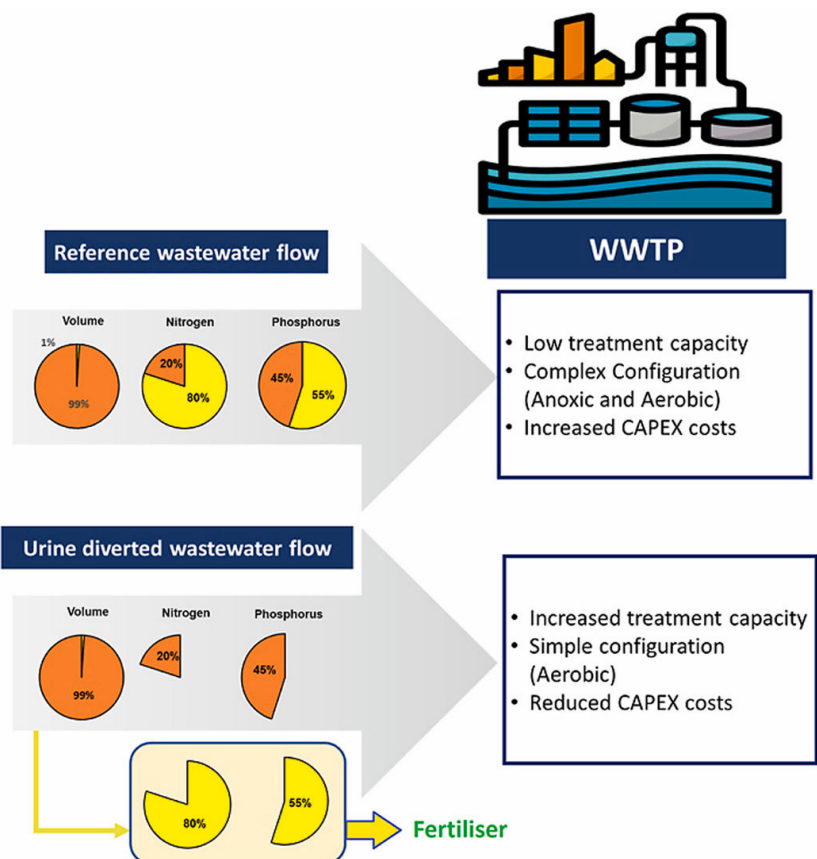 WWTP
Reference wastewater flow
Volume
Nitrogen
Phosphorus
1%
99%
20%
80%
45%
55%
• Low treatment capacity
• Complex Configuration
(Anoxic and Aerobic)
• Increased CAPEX costs
Urine diverted wastewater flow
Volume
Nitrogen
Phosphorus
99%
20%
45%
• Increased treatment capacity
• Simple configuration
(Aerobic)
• Reduced CAPEX costs
80%
55%
Fertiliser